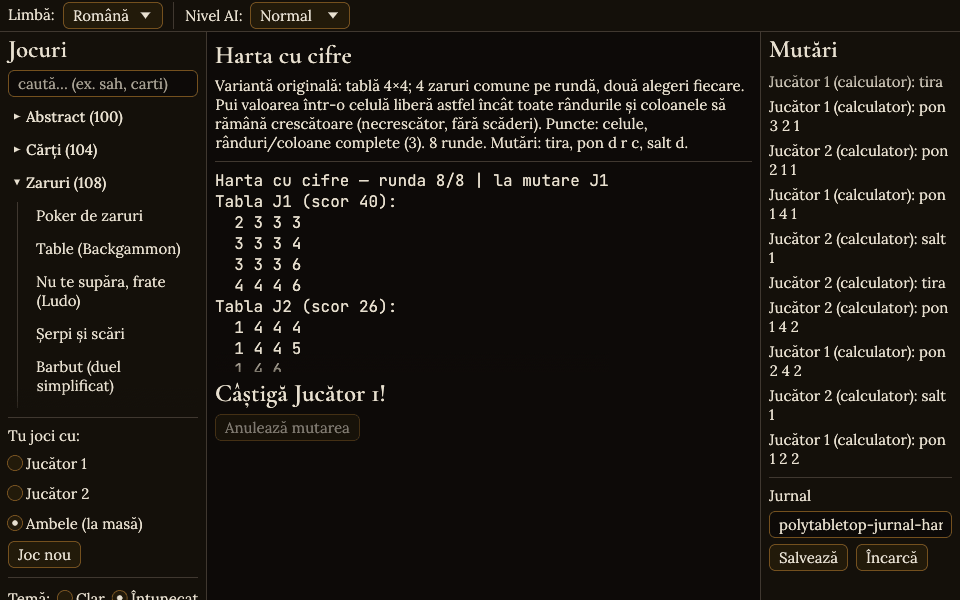 Limbă: Română ▼ Nivel AI: Normal ▼
Jocuri
caută... (ex. sah, carti)
▸ Abstract (100)
▸ Cărți (104)
▾ Zaruri (108)
Poker de zaruri
Table (Backgammon)
Nu te supăra, frate
(Ludo)
Șerpi și scări
Barbut (duel
simplificat)
Tu joci cu:
Jucător 1
Jucător 2
Ambele (la masă)
Joc nou
Temă: Clar Întunecat
Harta cu cifre
Variantă originală: tablă 4×4; 4 zaruri comune pe rundă, două alegeri fiecare.
Pui valoarea într-o celulă liberă astfel încât toate rândurile și coloanele să
rămână crescătoare (necrescător, fără scăderi). Puncte: celule,
rânduri/coloane complete (3). 8 runde. Mutări: tira, pon d r c, salt d.
Harta cu cifre — runda 8/8 | la mutare J1
Tabla J1 (scor 40):
2 3 3 3
3 3 3 4
3 3 3 6
4 4 4 6
Tabla J2 (scor 26):
1 4 4 4
1 4 4 5
1 4 6
Câștigă Jucător 1!
Anulează mutarea
Mutări
Jucător 1 (calculator): tira
Jucător 1 (calculator): pon
3 2 1
Jucător 2 (calculator): pon
2 1 1
Jucător 1 (calculator): pon
1 4 1
Jucător 2 (calculator): salt
1
Jucător 2 (calculator): tira
Jucător 2 (calculator): pon
1 4 2
Jucător 1 (calculator): pon
2 4 2
Jucător 2 (calculator): salt
1
Jucător 1 (calculator): pon
1 2 2
Jurnal
polytabletop-jurnal-har
Salvează Încarcă